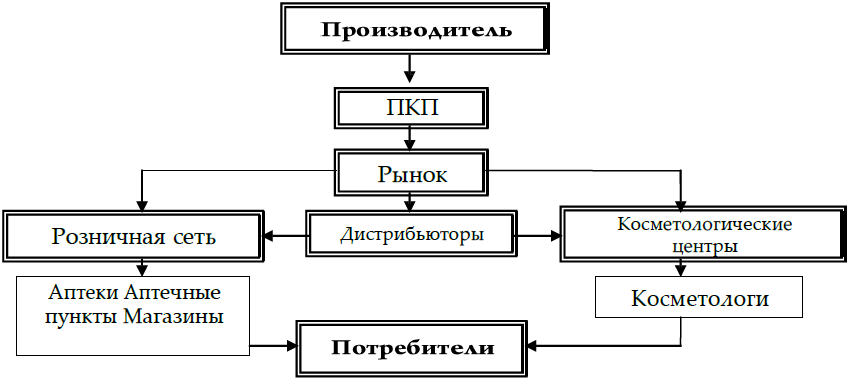 Производитель
ПКП
Рынок
Розничная сеть
Дистрибьюторы
Косметологические
центры
Аптеки Аптечные
пункты Магазины
Косметологи
Потребители